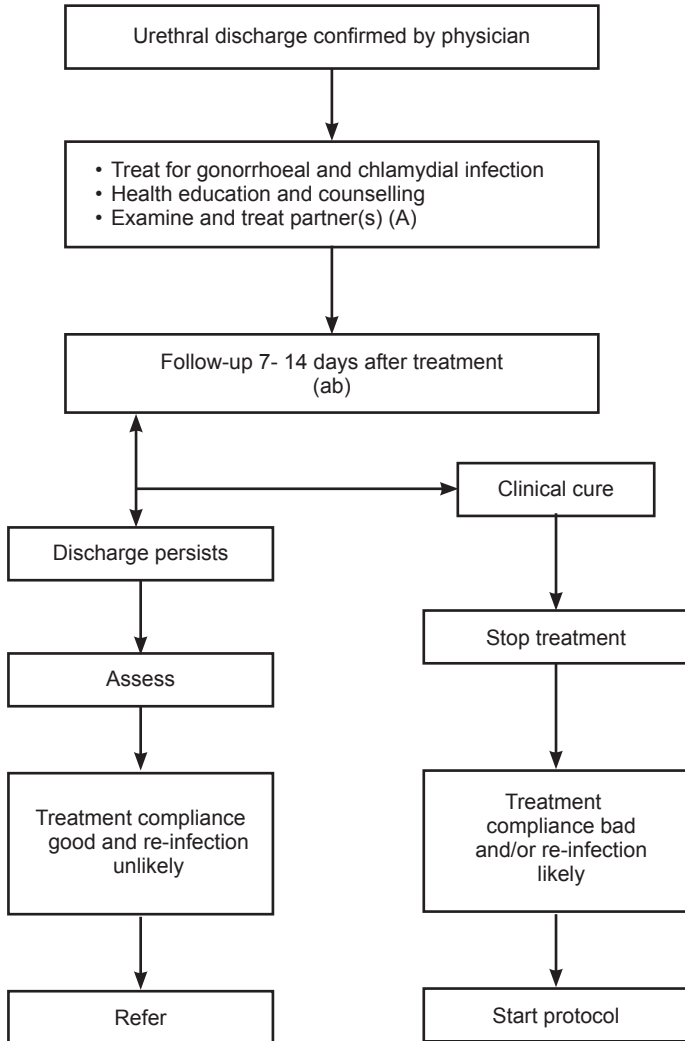 Urethral discharge confirmed by physician
• Treat for gonorrhoeal and chlamydial infection
• Health education and counselling
• Examine and treat partner(s) (A)
Follow-up 7- 14 days after treatment
(ab)
Clinical cure
Discharge persists
Stop treatment
Assess
Treatment compliance
good and re-infection
unlikely
Treatment
compliance bad
and/or re-infection
likely
Refer
Start protocol